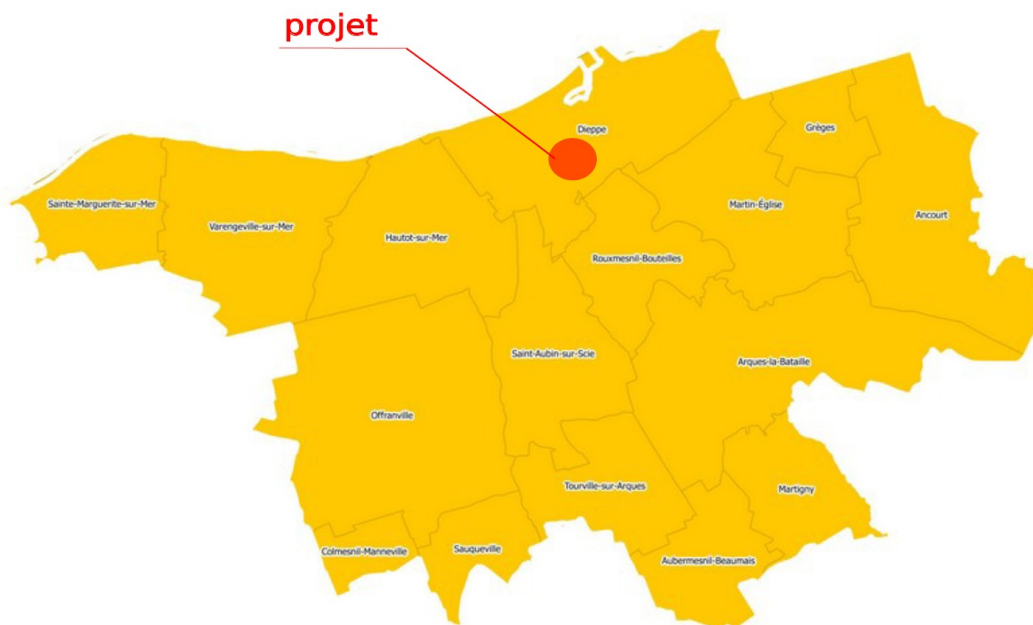 projet
Dieppe
Grèges
Sainte-Marguerite-sur-Mer
Varengeville-sur-Mer
Hautot-sur-Mer
Martin-Église
Ancourt
Rouxmesnil-Bouteilles
Saint-Aubin-sur-Scie
Arques-la-Bataille
Offranville
Tourville-sur-Arques
Martigny
Colmesnil-Manneville
Sauqueville
Aubermesnil-Beaumais